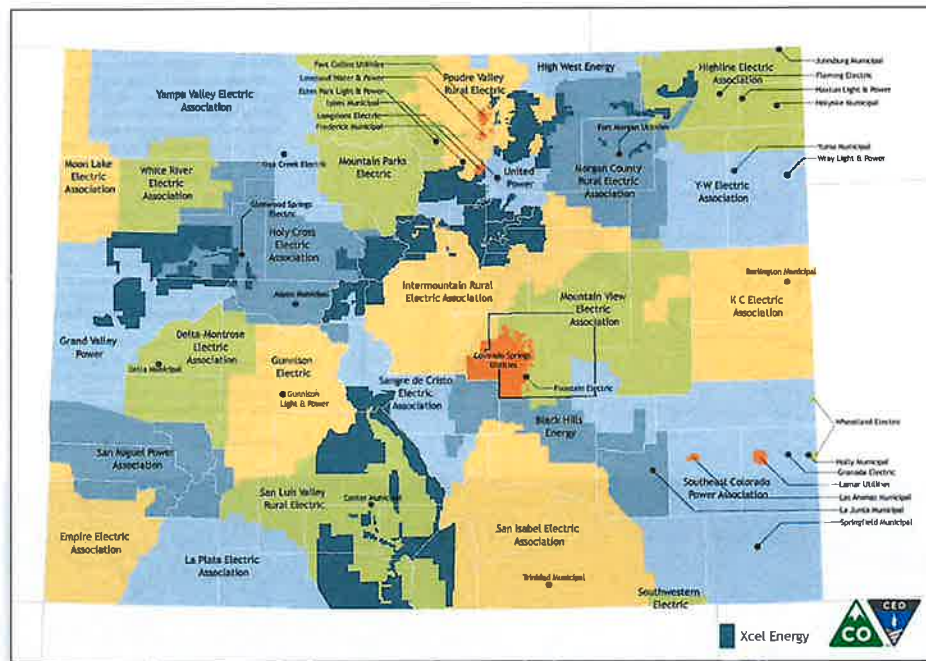 Fort Collins Utilities
Loveland Water & Power
Estes Park Light & Power
Longmont Electric
Frederick Municipal
Poudre Valley
Rural Electric
High West Energy
Highline Electric
Association
Julesburg Municipal
Fleming Electric
Haxtun Light & Power
Holyoke Municipal
Yampa Valley Electric
Association
Oak Creek Electric
Mountain Parks
Electric
United
Power
Fort Morgan Utilities
Morgan County
Rural Electric
Association
Yuma Municipal
Wray Light & Power
Y-W Electric
Association
Moon Lake
Electric
Association
White River
Electric
Association
Glenwood Springs
Electric
Holy Cross
Electric
Association
Aspen Municipal
Intermountain Rural
Electric Association
Mountain View
Electric
Association
Burlington Municipal
K C Electric
Association
Grand Valley
Power
Delta-Montrose
Electric
Association
Delta Municipal
Gunnison
Electric
Gunnison
Light & Power
Colorado Springs
Utilities
Fountain Electric
Sangre de Cristo
Electric
Association
Black Hills
Energy
Wheatland Electric
Holly Municipal
Granada Electric
Lamar Utilities
Las Animas Municipal
La Junta Municipal
Springfield Municipal
Southeast Colorado
Power Association
San Miguel Power
Association
San Luis Valley
Rural Electric
Center Municipal
San Isabel Electric
Association
Trinidad Municipal
Empire Electric
Association
La Plata Electric
Association
Southwestern
Electric
Xcel Energy
CO
CEO